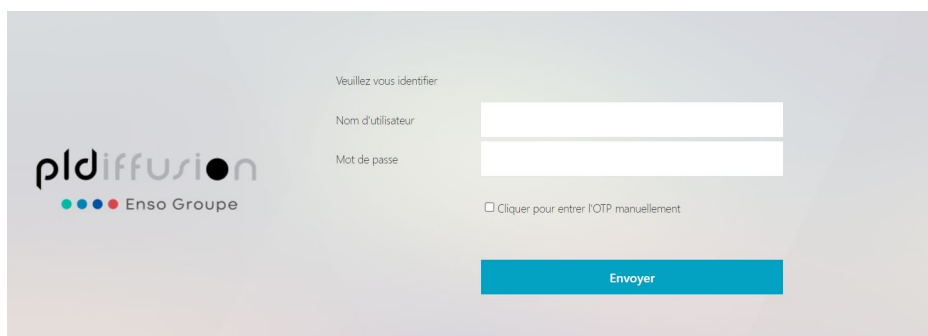 Veuillez vous identifier
Nom d'utilisateur
Mot de passe
pldiffusion
Enso Groupe
Cliquer pour entrer l'OTP manuellement
Envoyer